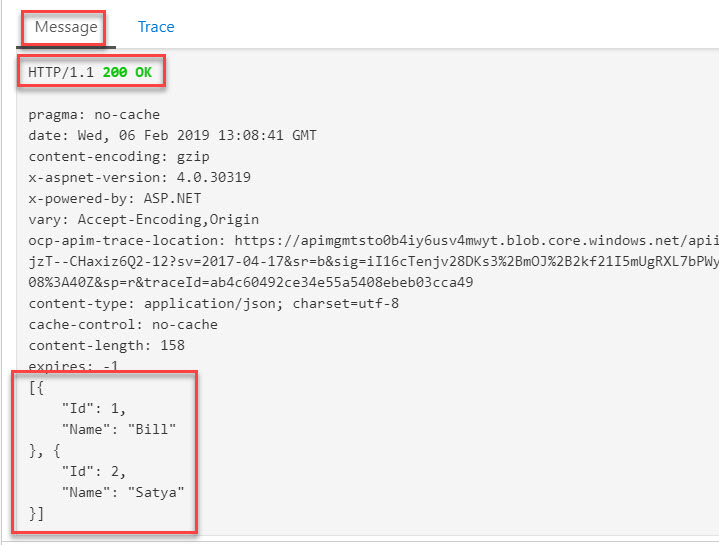 Message Trace
HTTP/1.1 200 OK
pragma: no-cache
date: Wed, 06 Feb 2019 13:08:41 GMT
content-encoding: gzip
x-aspnet-version: 4.0.30319
x-powered-by: ASP.NET
vary: Accept-Encoding,Origin
ocp-apim-trace-location: https://apimgmtsto0b4iy6usv4mwyt.blob.core.windows.net/apii
jzT--CHaxiz6Q2-12?sv=2017-04-17&sr=b&sig=iI16cTenjv28DKs3%2BmOJ%2B2kf21I5mUgRXL7bPWy
08%3A40Z&sp=r&traceId=ab4c60492ce34e55a5408ebeb03cca49
content-type: application/json; charset=utf-8
cache-control: no-cache
content-length: 158
expires: -1
[{
    "Id": 1,
    "Name": "Bill"
}, {
    "Id": 2,
    "Name": "Satya"
}]